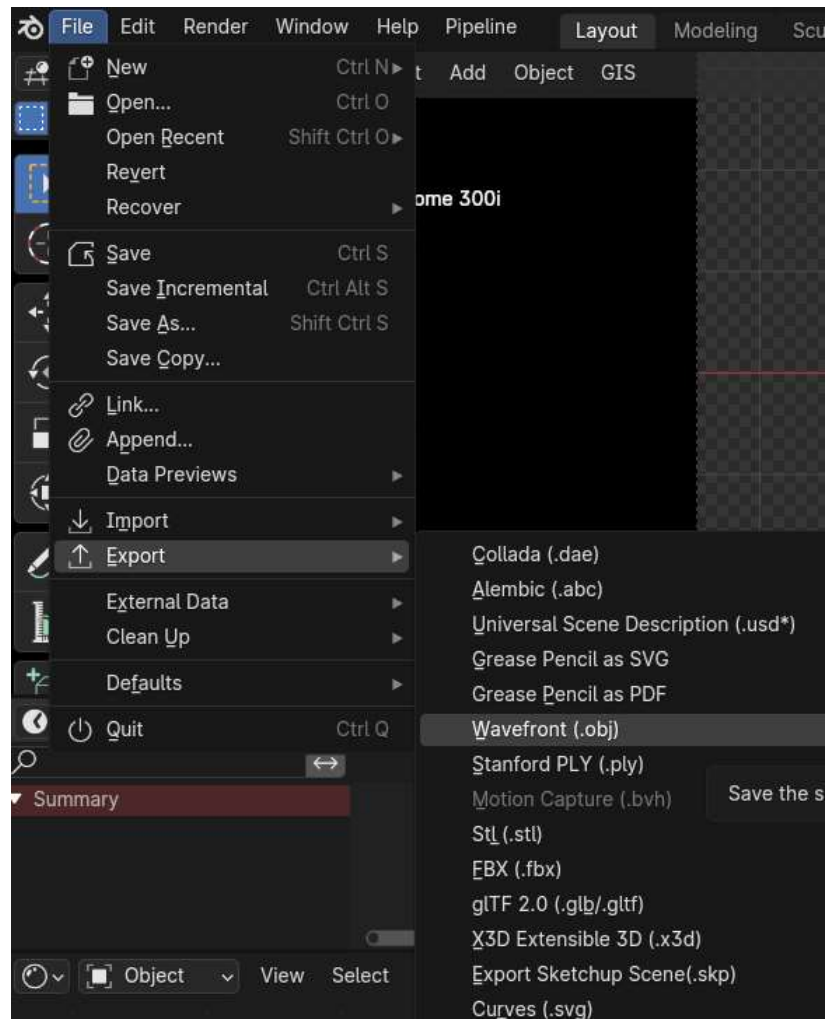 File Edit Render Window Help Pipeline Layout Modeling Scu
New Ctrl N
t Add Object GIS
Open... Ctrl O
Open Recent Shift Ctrl O
Revert
Recover
ome 300i
Save Ctrl S
Save Incremental Ctrl Alt S
Save As... Shift Ctrl S
Save Copy...
Link...
Append...
Data Previews
Import
Export
External Data
Clean Up
Defaults
Quit Ctrl Q
Collada (.dae)
Alembic (.abc)
Universal Scene Description (.usd*)
Grease Pencil as SVG
Grease Pencil as PDF
Wavefront (.obj)
Stanford PLY (.ply)
Motion Capture (.bvh)
Save the s
Stl (.stl)
FBX (.fbx)
glTF 2.0 (.glb/.gltf)
X3D Extensible 3D (.x3d)
Export Sketchup Scene(.skp)
Curves (.svg)
Summary
Object View Select